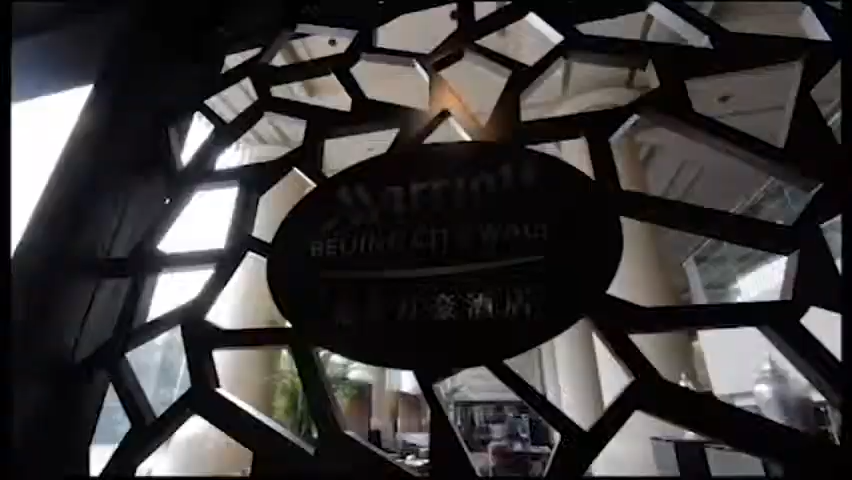 Marriott
BEIJING CITY WALL
万豪酒店